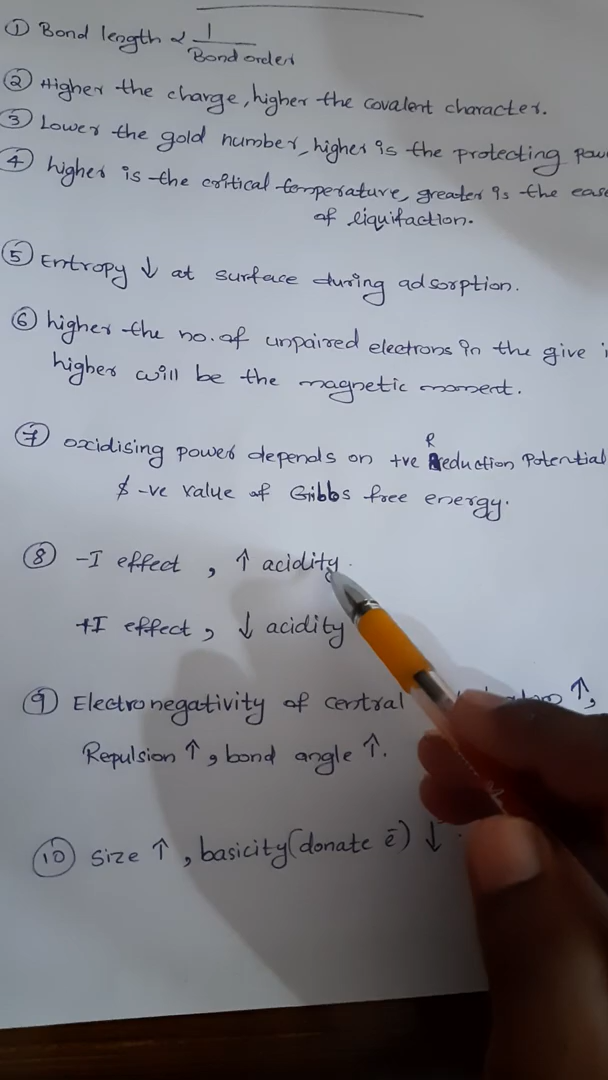 ① Bond length ∝ 1/Bond order
② Higher the charge, higher the covalent character.
③ Lower the gold number, higher is the protecting pow
④ higher is the critical temperature, greater is the ease
of liquifaction.
⑤ Entropy ↓ at surface during adsorption.
⑥ higher the no. of unpaired electrons in the give i
higher will be the magnetic moment.
⑦ oxidising power depends on +ve Reduction Potential
$ -ve value of Gibbs free energy.
⑧ -I effect, ↑ acidity.
+I effect, ↓ acidity
⑨ Electronegativity of central ↑,
Repulsion ↑, bond angle ↑.
⑩ Size ↑, basicity (donate ē) ↓.